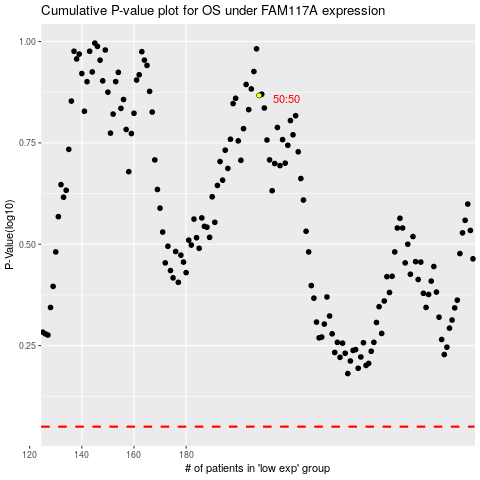 Cumulative P-value plot for OS under FAM117A expression
1.00
50:50
0.75
P-Value(log10)
0.50
0.25
120 140 160 180
# of patients in 'low exp' group